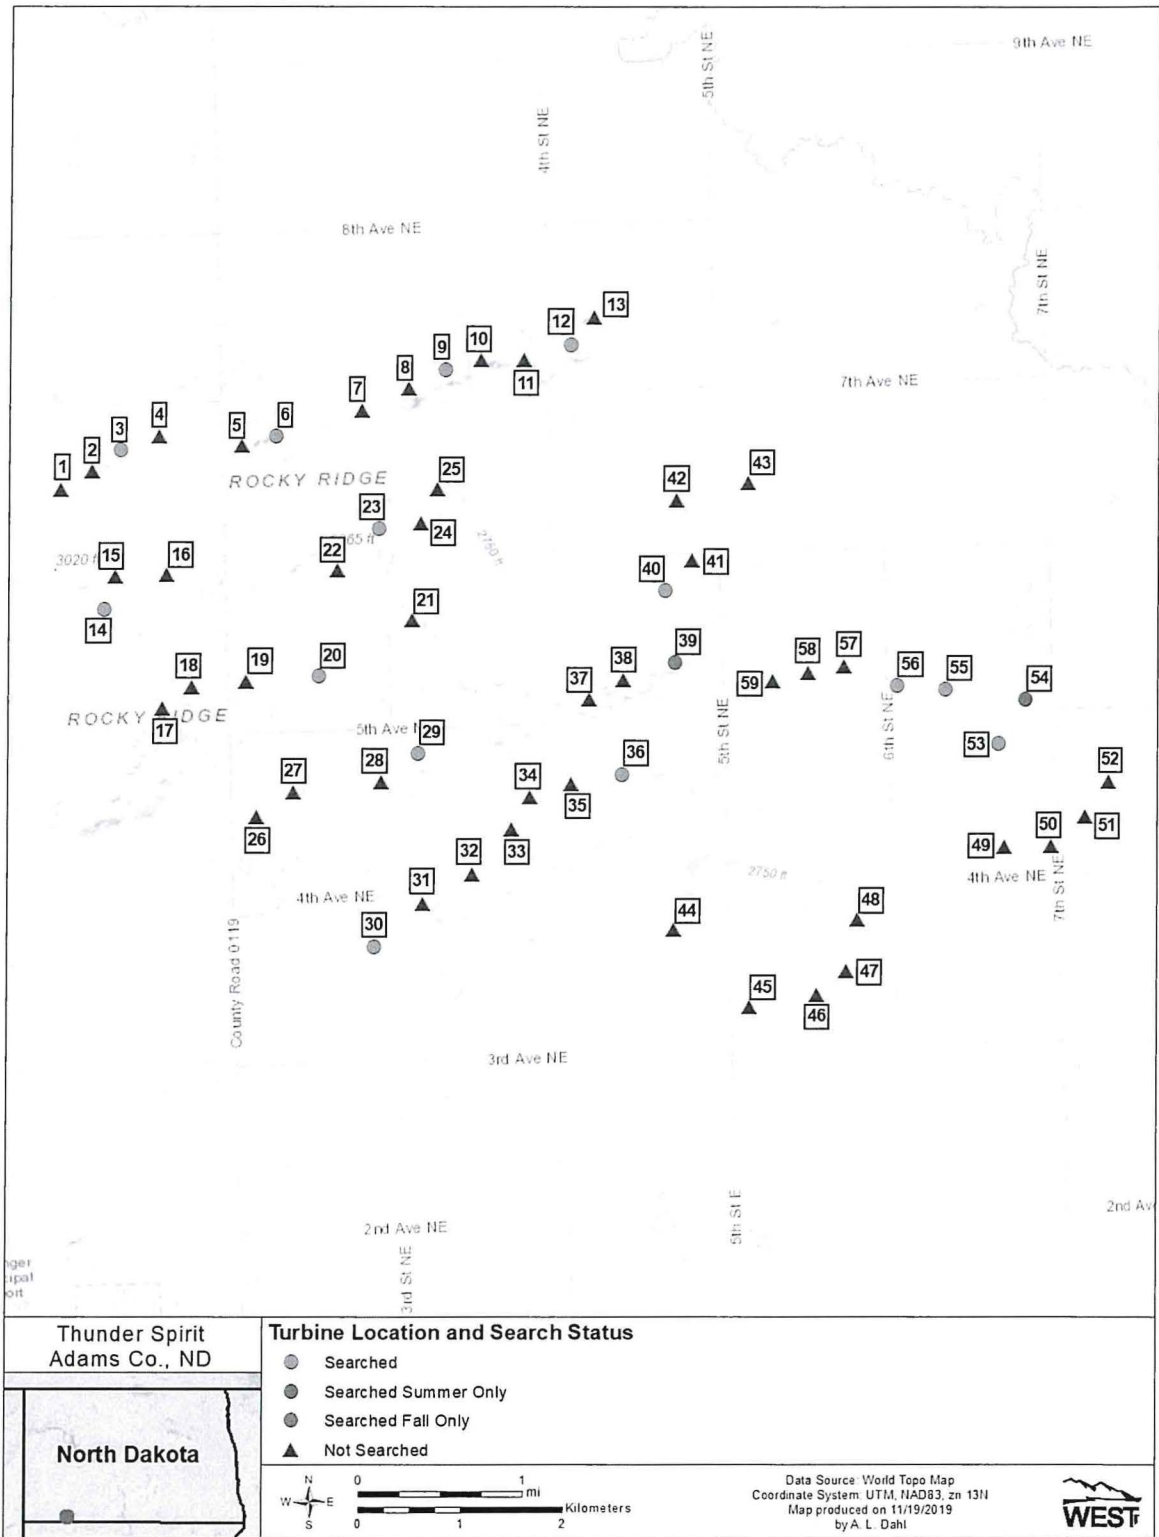 9th Ave NE
5th St NE
4th St NE
8th Ave NE
7th St NE
13
12
10
9
11
8
7
7th Ave NE
6
5
4
3
2
1
ROCKY RIDGE
25
43
42
23
24
2750 ft
3020 f
15
16
22
365 ft
41
40
14
21
39
38
57
58
59
56
55
54
18
19
20
37
17
ROCKY RIDGE
5th Ave N
29
5th St NE
6th St NE
53
36
52
27
28
34
35
26
33
51
50
49
32
4th Ave NE
2750 ft
7th St NE
31
4th Ave NE
30
44
48
47
County Road 0119
45
46
3rd Ave NE
5th St E
2nd Av
2nd Ave NE
3rd St NE
nger
cipal
ort
Thunder Spirit
Adams Co., ND
North Dakota
Turbine Location and Search Status
Searched
Searched Summer Only
Searched Fall Only
Not Searched
N
W E
S
0 1
mi
Kilometers
0 1 2
Data Source: World Topo Map
Coordinate System: UTM, NAD83, zn 13N
Map produced on 11/19/2019
by A. L. Dahl
WEST